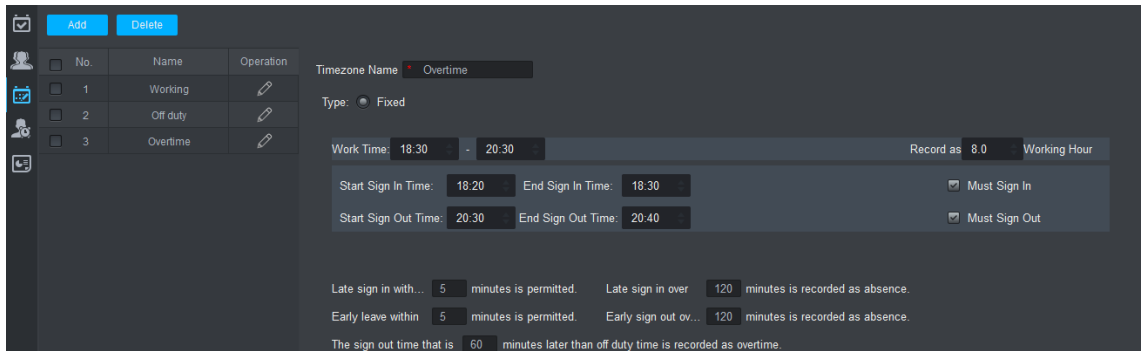 Add Delete
No. Name Operation
1 Working
2 Off duty
3 Overtime
Timezone Name * Overtime
Type: Fixed
Work Time: 18:30 - 20:30 Record as 8.0 Working Hour
Start Sign In Time: 18:20 End Sign In Time: 18:30 Must Sign In
Start Sign Out Time: 20:30 End Sign Out Time: 20:40 Must Sign Out
Late sign in with... 5 minutes is permitted. Late sign in over 120 minutes is recorded as absence.
Early leave within 5 minutes is permitted. Early sign out ov... 120 minutes is recorded as absence.
The sign out time that is 60 minutes later than off duty time is recorded as overtime.